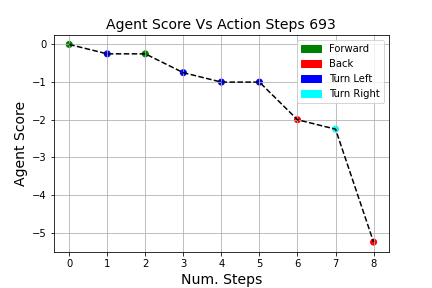 Agent Score Vs Action Steps 693
Forward
Back
Turn Left
Turn Right
Agent Score
0
−1
−2
−3
−4
−5
0 1 2 3 4 5 6 7 8
Num. Steps